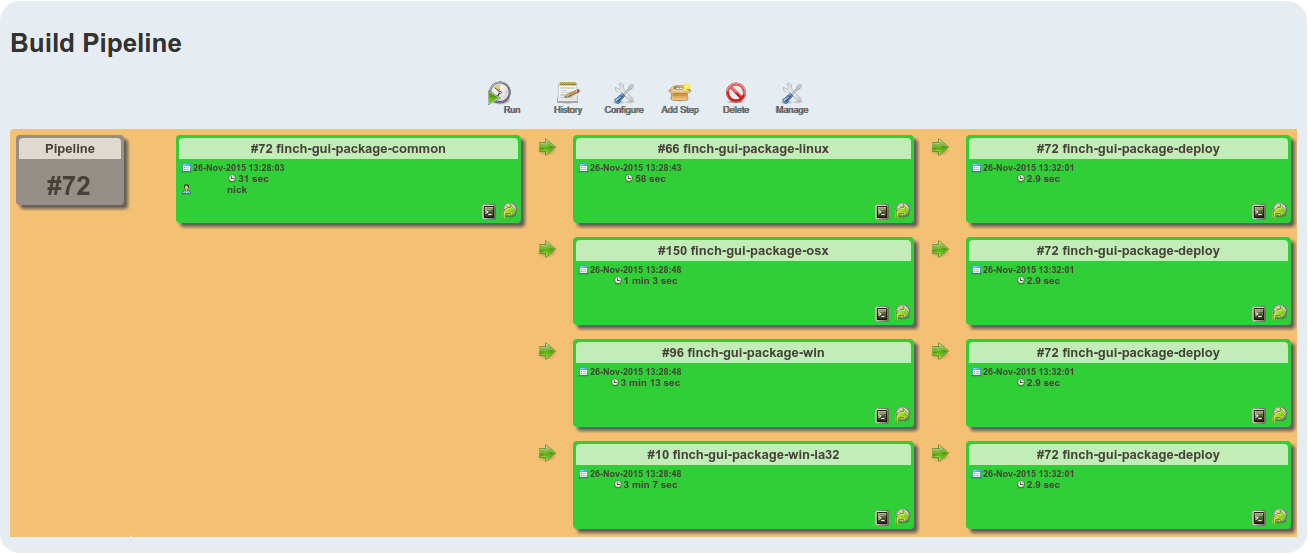 Build Pipeline
Run History Configure Add Step Delete Manage
Pipeline
#72
#72 finch-gui-package-common
26-Nov-2015 13:28:03
31 sec
nick
#66 finch-gui-package-linux
26-Nov-2015 13:28:43
58 sec
#72 finch-gui-package-deploy
26-Nov-2015 13:32:01
2.9 sec
#150 finch-gui-package-osx
26-Nov-2015 13:28:48
1 min 3 sec
#72 finch-gui-package-deploy
26-Nov-2015 13:32:01
2.9 sec
#96 finch-gui-package-win
26-Nov-2015 13:28:48
3 min 13 sec
#72 finch-gui-package-deploy
26-Nov-2015 13:32:01
2.9 sec
#10 finch-gui-package-win-ia32
26-Nov-2015 13:28:48
3 min 7 sec
#72 finch-gui-package-deploy
26-Nov-2015 13:32:01
2.9 sec